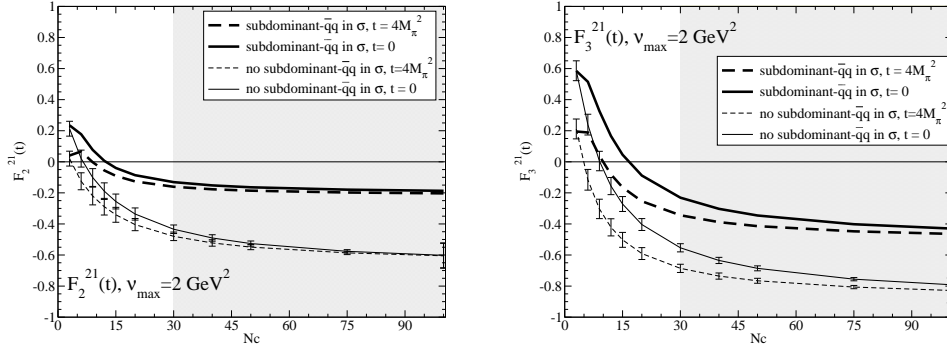 subdominant-q̄q in σ, t = 4M_π^2
subdominant-q̄q in σ, t= 0
no subdominant-q̄q in σ, t=4M_π^2
no subdominant-q̄q in σ, t = 0
1
0.8
0.6
0.4
0.2
0
-0.2
-0.4
-0.6
-0.8
-1
F_2^21(t)
F_2^21(t), ν_max=2 GeV^2
0 15 30 45 60 75 90
Nc
F_3^21(t), ν_max=2 GeV^2
subdominant-q̄q in σ, t = 4M_π^2
subdominant-q̄q in σ, t= 0
no subdominant-q̄q in σ, t=4M_π^2
no subdominant-q̄q in σ, t = 0
1
0.8
0.6
0.4
0.2
0
-0.2
-0.4
-0.6
-0.8
-1
F_3^21(t)
0 15 30 45 60 75 90
Nc